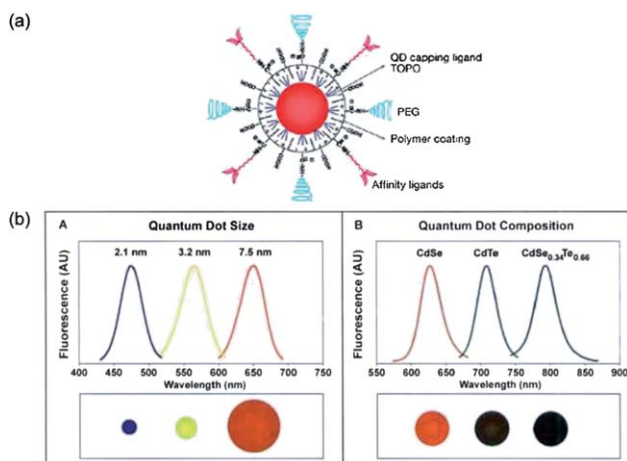 (a)
QD capping ligand
TOPO
PEG
Polymer coating
Affinity ligands
(b)
A Quantum Dot Size
2.1 nm 3.2 nm 7.5 nm
Fluorescence (AU)
400 450 500 550 600 650 700 750
Wavelength (nm)
B Quantum Dot Composition
CdSe CdTe CdSe0.34Te0.66
Fluorescence (AU)
550 600 650 700 750 800 850 900
Wavelength (nm)